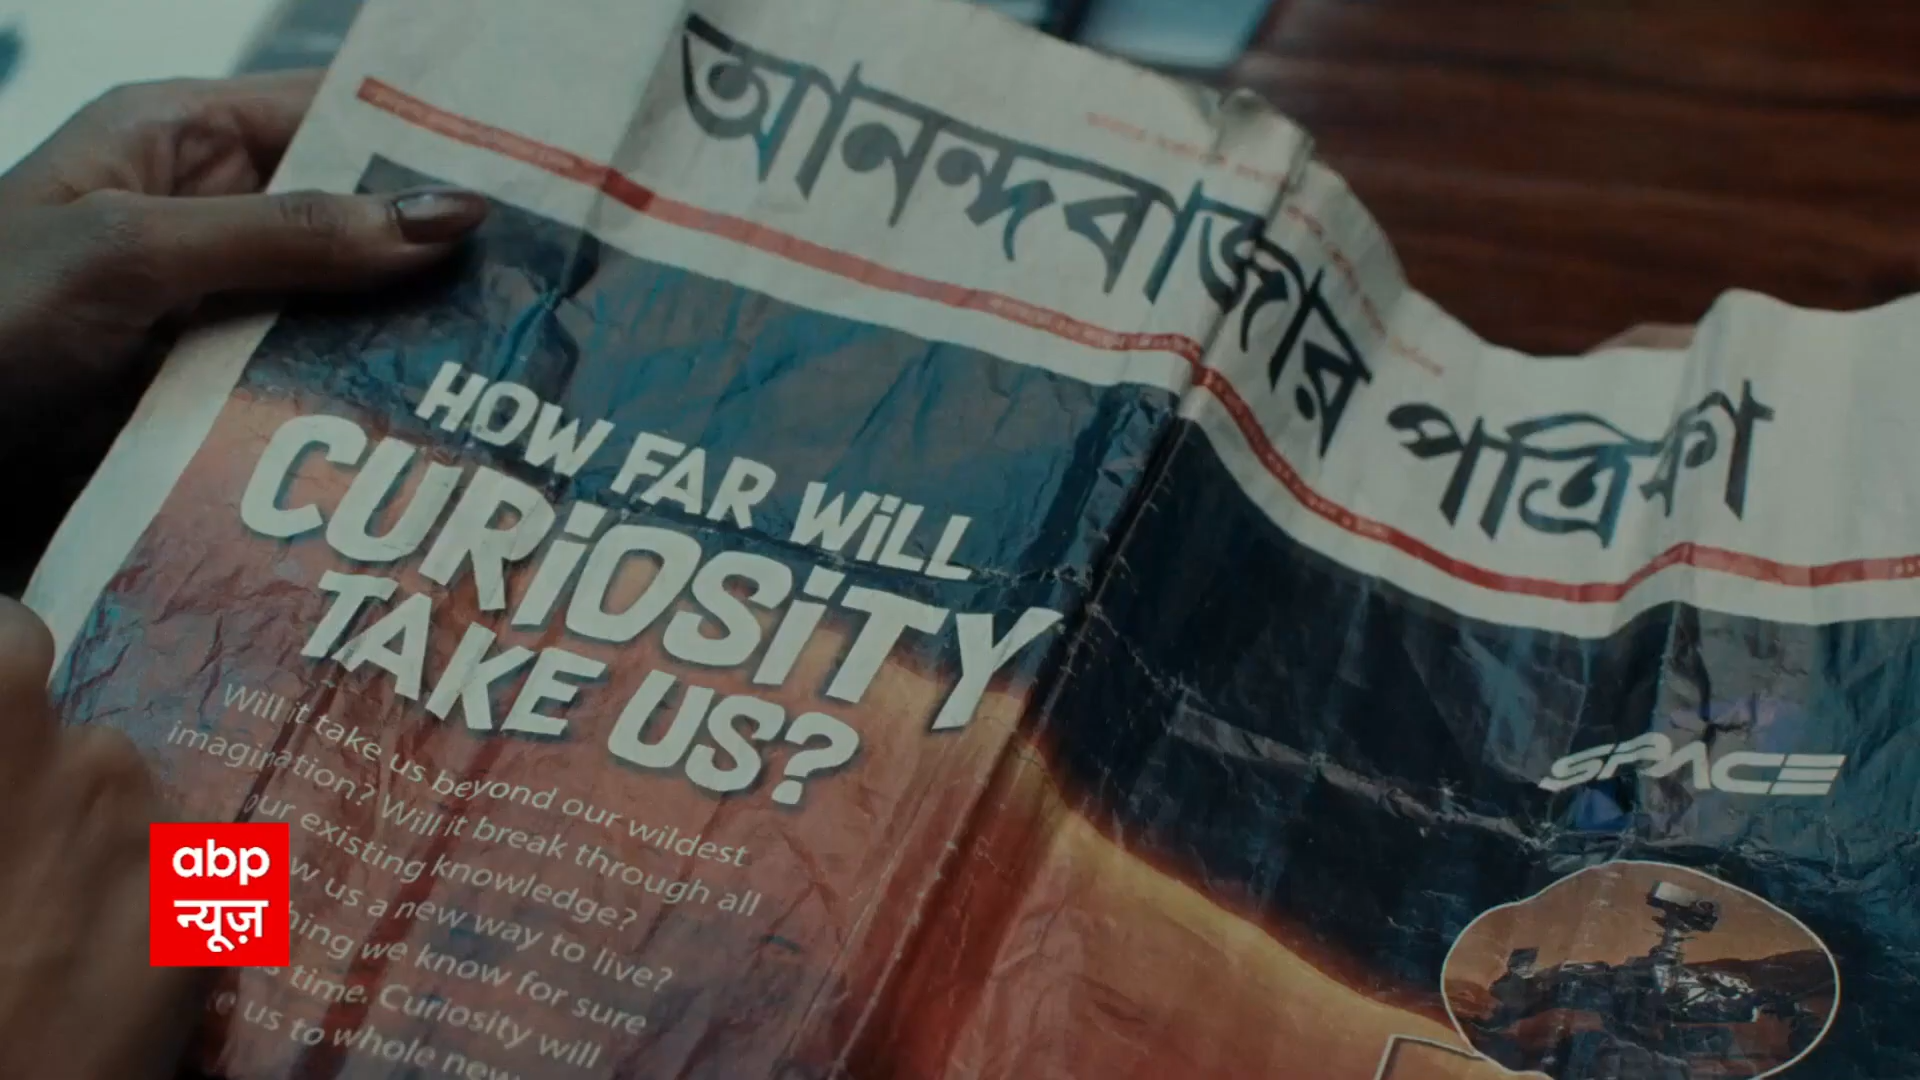 আনন্দবাজার পত্রিকা
HOW FAR WiLL
CURiOSiTY
TAKE US?
Will it take us beyond our wildest
imagination? Will it break through all
our existing knowledge?
us a new way to live?
we know for sure
time. Curiosity will
us to whole new
SPACE
abp
न्यूज़